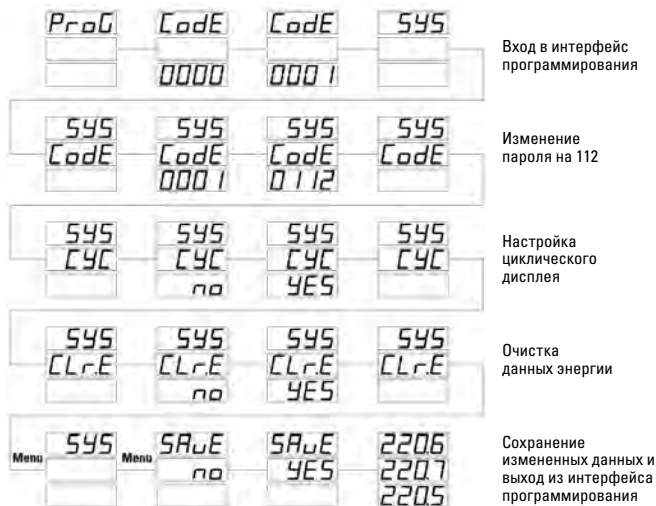 ProG CodE CodE SYS
0000 0001
Вход в интерфейс
программирования
SYS SYS SYS SYS
CodE CodE CodE CodE
0001 0112
Изменение
пароля на 112
SYS SYS SYS SYS
CYC CYC CYC CYC
no YES
Настройка
циклического
дисплея
SYS SYS SYS SYS
CLr.E CLr.E CLr.E CLr.E
no YES
Очистка
данных энергии
Menu SYS Menu SAvE SAvE 220.6
no YES 220.7
220.5
Сохранение
измененных данных и
выход из интерфейса
программирования